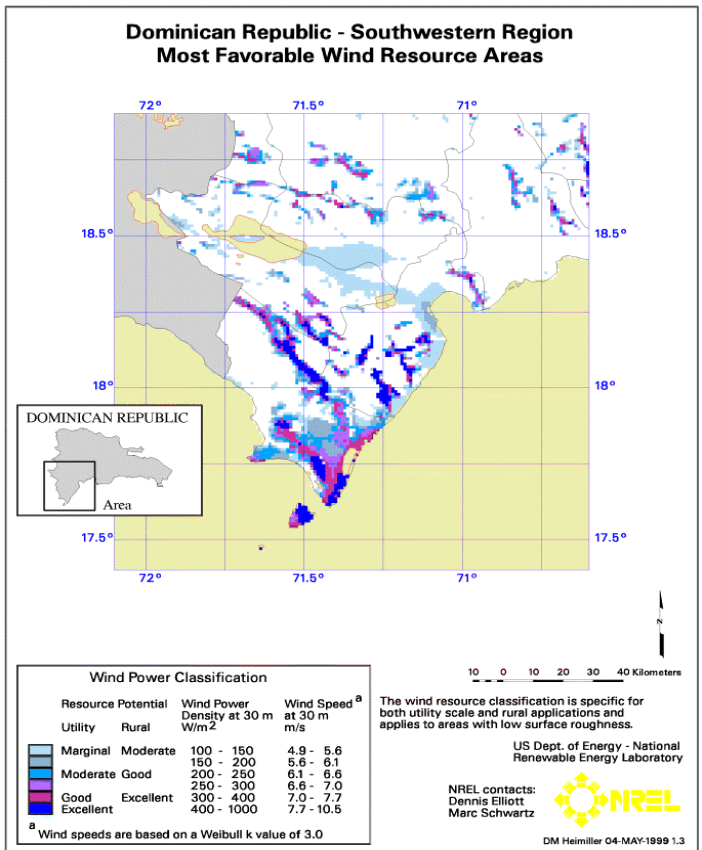 Dominican Republic - Southwestern Region
Most Favorable Wind Resource Areas
72° 71.5° 71°
18.5° 18.5°
18° 18°
17.5° 17.5°
72° 71.5° 71°
DOMINICAN REPUBLIC
Area
N
10 0 10 20 30 40 Kilometers
Wind Power Classification
Resource Potential Wind Power Wind Speed a
Density at 30 m at 30 m
Utility Rural W/m2 m/s
Marginal Moderate 100 - 150 4.9 - 5.6
150 - 200 5.6 - 6.1
Moderate Good 200 - 250 6.1 - 6.6
250 - 300 6.6 - 7.0
Good Excellent 300 - 400 7.0 - 7.7
Excellent 400 - 1000 7.7 - 10.5
a Wind speeds are based on a Weibull k value of 3.0
The wind resource classification is specific for
both utility scale and rural applications and
applies to areas with low surface roughness.
US Dept. of Energy - National
Renewable Energy Laboratory
NREL contacts:
Dennis Elliott
Marc Schwartz
NREL
DM Heimiller 04-MAY-1999 1.3